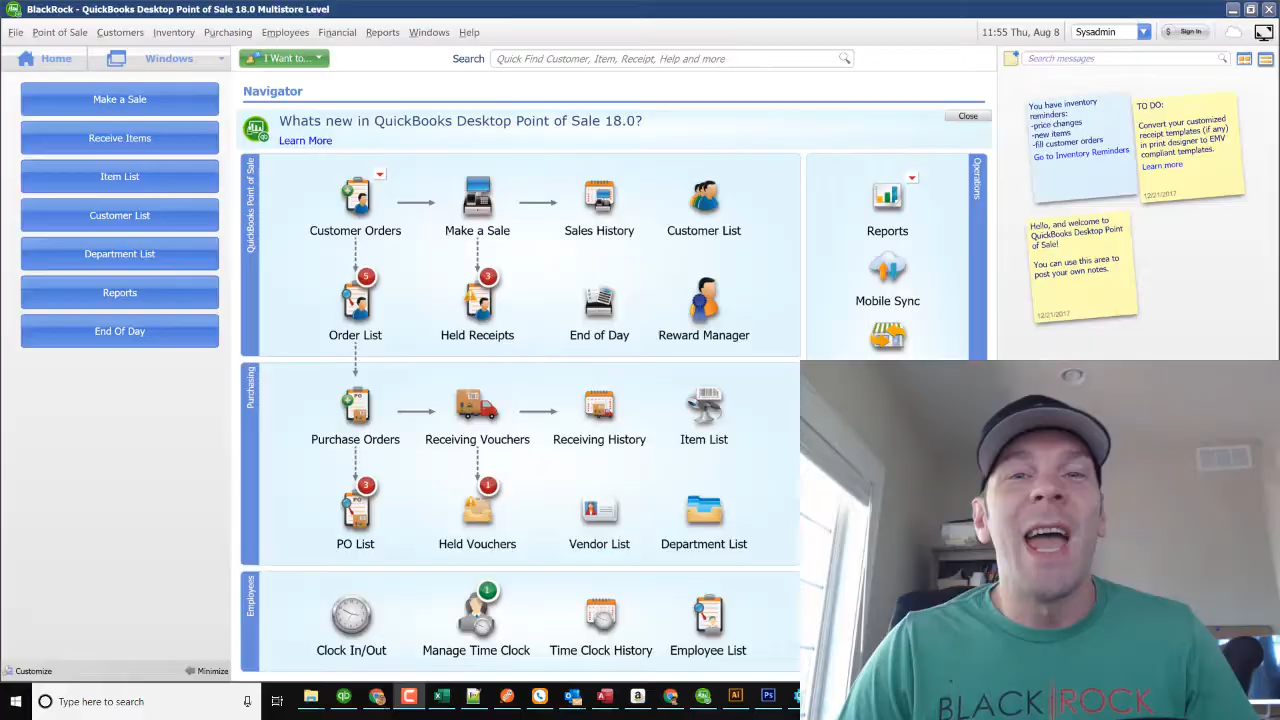 BlackRock - QuickBooks Desktop Point of Sale 18.0 Multistore Level
File Point of Sale Customers Inventory Purchasing Employees Financial Reports Windows Help
11:55 Thu, Aug 8 Sysadmin Sign In
Home Windows
I Want to...
Search Quick Find Customer, Item, Receipt, Help and more
Search messages
Make a Sale
Receive Items
Item List
Customer List
Department List
Reports
End Of Day
Customize Minimize
Navigator
Whats new in QuickBooks Desktop Point of Sale 18.0?
Close
Learn More
QuickBooks Point of Sale
Customer Orders Make a Sale Sales History Customer List
5 3
Order List Held Receipts End of Day Reward Manager
Purchasing
Purchase Orders Receiving Vouchers Receiving History Item List
3 1
PO List Held Vouchers Vendor List Department List
Employees
1
Clock In/Out Manage Time Clock Time Clock History Employee List
Operations
Reports
Mobile Sync
You have inventory
reminders:
-price changes
-new items
-fill customer orders
Go to Inventory Reminders
TO DO:
Convert your customized
receipt templates (if any)
in print designer to EMV
compliant templates.
Learn more
12/21/2017
Hello, and welcome to
QuickBooks Desktop Point
of Sale!
You can use this area to
post your own notes.
12/21/2017
BLACK ROCK
Type here to search